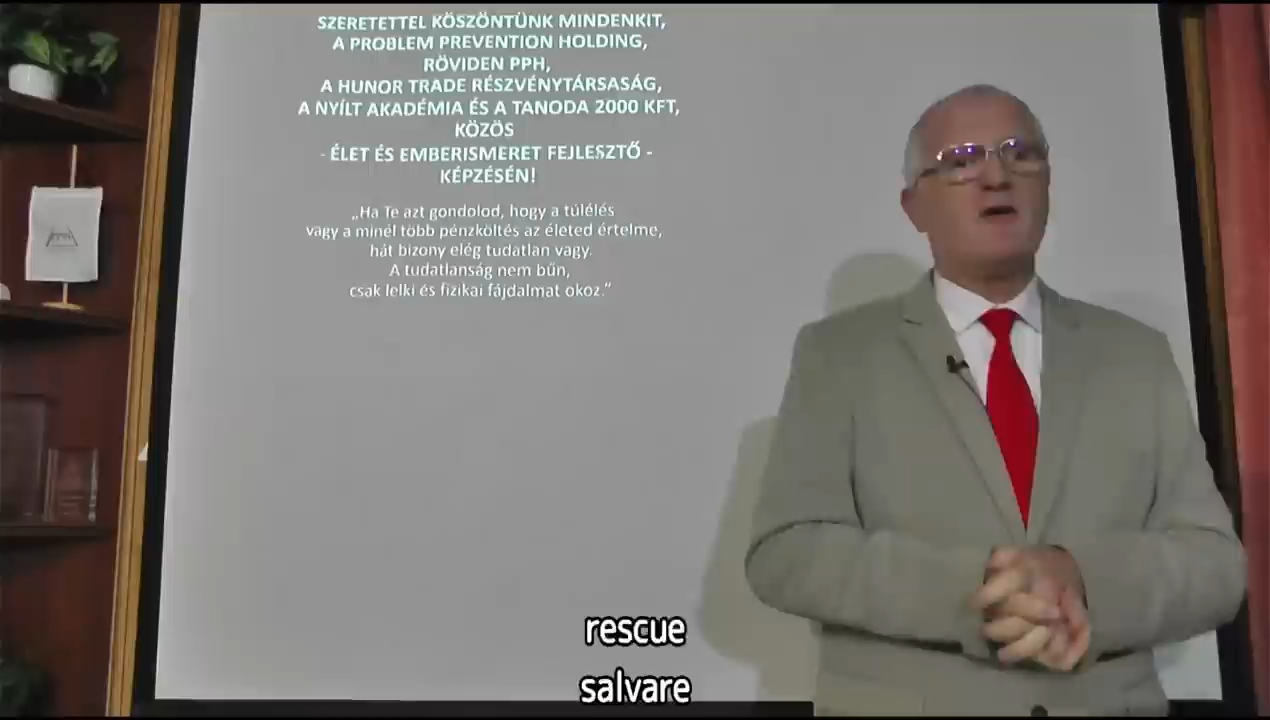 SZERETETTEL KÖSZÖNTÜNK MINDENKIT,
A PROBLEM PREVENTION HOLDING,
RÖVIDEN PPH,
A HUNOR TRADE RÉSZVÉNYTÁRSASÁG,
A NYÍLT AKADÉMIA ÉS A TANODA 2000 KFT,
KÖZÖS
- ÉLET ÉS EMBERISMERET FEJLESZTŐ -
KÉPZÉSÉN!
„Ha Te azt gondolod, hogy a túlélés
vagy a minél több pénzköltés az életed értelme,
hát bizony elég tudatlan vagy.
A tudatlanság nem bűn,
csak lelki és fizikai fájdalmat okoz.”
rescue
salvare